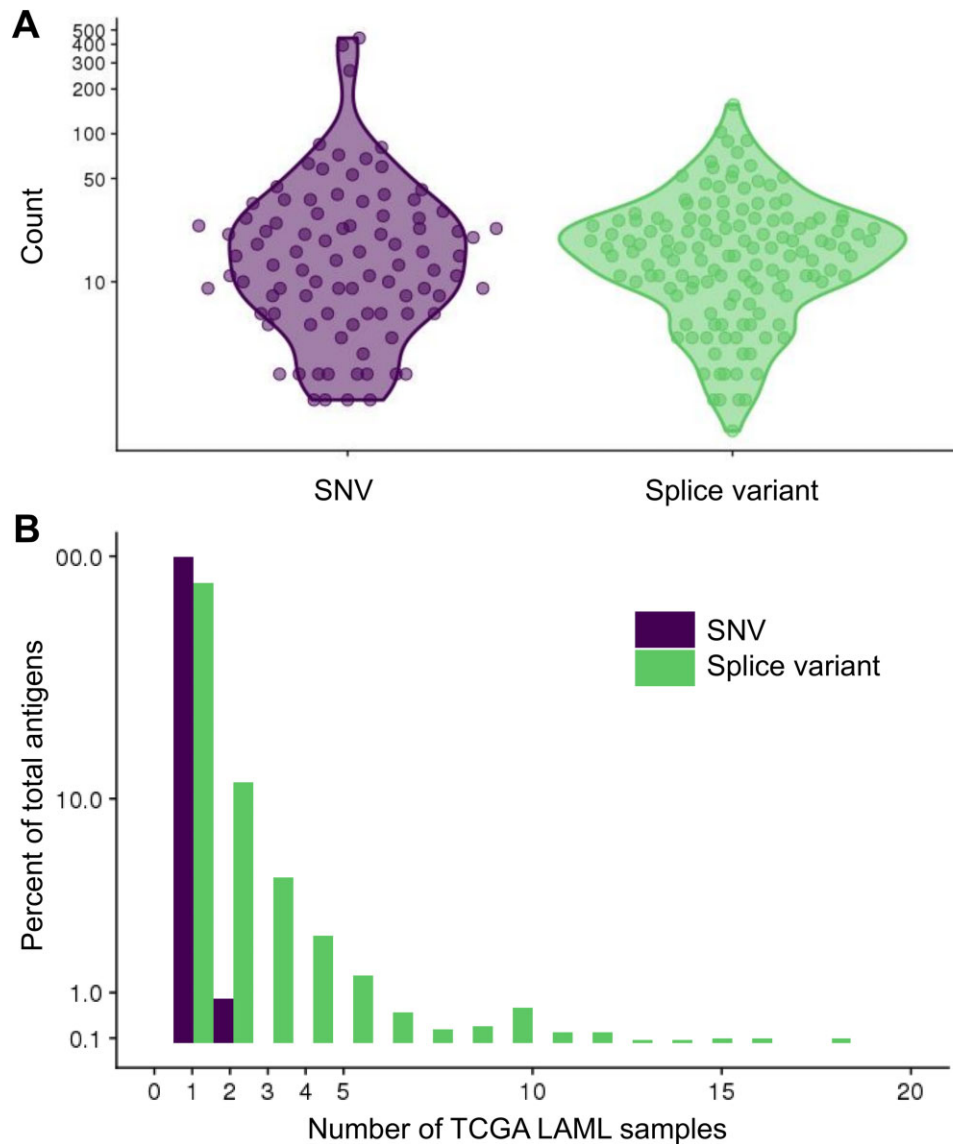 A
500
400
300
200
100
50
10
Count
SNV
Splice variant
B
00.0
10.0
1.0
0.1
Percent of total antigens
SNV
Splice variant
0 1 2 3 4 5 10 15 20
Number of TCGA LAML samples